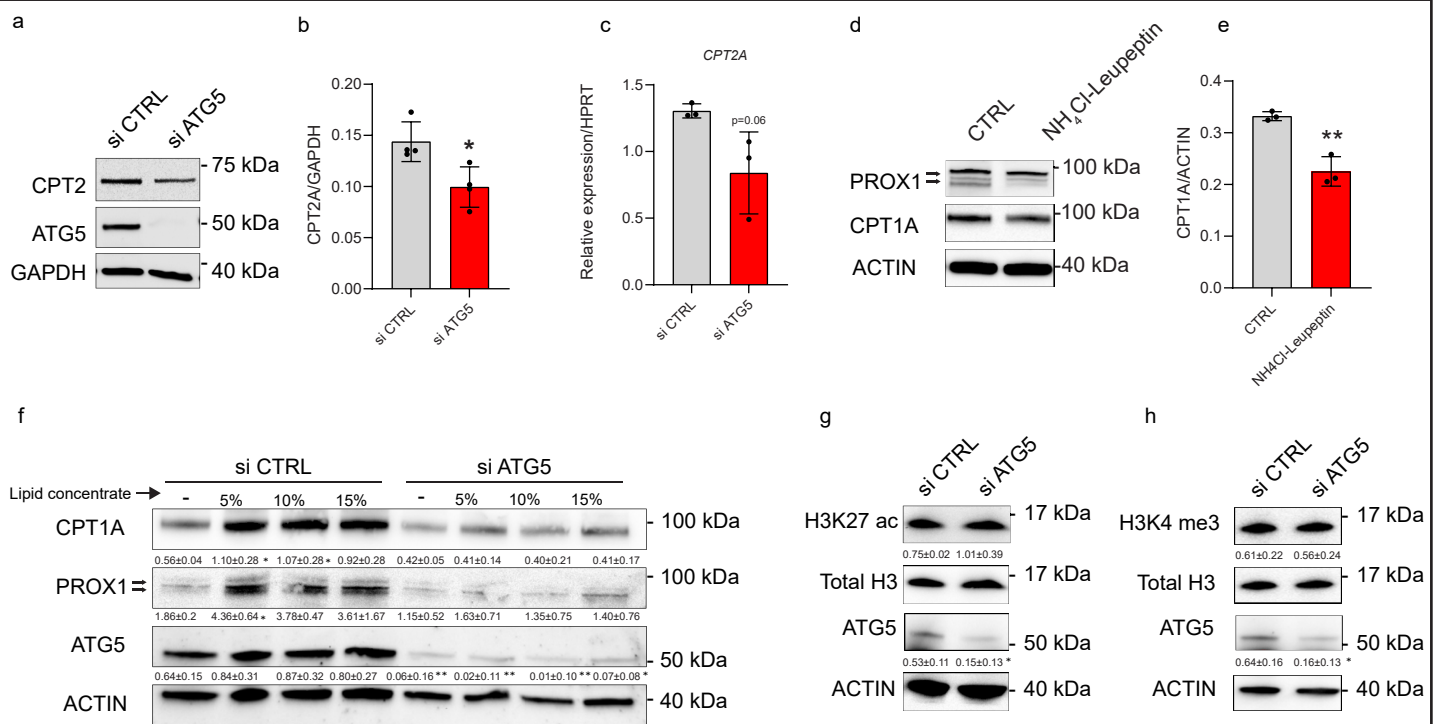 a
si CTRL
si ATG5
CPT2
75 kDa
ATG5
50 kDa
GAPDH
40 kDa
b
CPT2A/GAPDH
0.20
0.15
0.10
0.05
0.00
*
si CTRL
si ATG5
c
CPT2A
Relative expression/HPRT
1.5
1.0
0.5
0.0
p=0.06
si CTRL
si ATG5
d
CTRL
NH4Cl-Leupeptin
PROX1
100 kDa
CPT1A
100 kDa
ACTIN
40 kDa
e
CPT1A/ACTIN
0.4
0.3
0.2
0.1
0.0
**
CTRL
NH4Cl-Leupeptin
f
si CTRL si ATG5
Lipid concentrate - 5% 10% 15% - 5% 10% 15%
CPT1A
100 kDa
0.56±0.04 1.10±0.28 * 1.07±0.28 * 0.92±0.28 0.42±0.05 0.41±0.14 0.40±0.21 0.41±0.17
PROX1
100 kDa
1.86±0.2 4.36±0.64 * 3.78±0.47 3.61±1.67 1.15±0.52 1.63±0.71 1.35±0.75 1.40±0.76
ATG5
50 kDa
0.64±0.15 0.84±0.31 0.87±0.32 0.80±0.27 0.06±0.16 ** 0.02±0.11 ** 0.01±0.10 ** 0.07±0.08 *
ACTIN
40 kDa
g
si CTRL
si ATG5
H3K27 ac
17 kDa
0.75±0.02 1.01±0.39
Total H3
17 kDa
ATG5
50 kDa
0.53±0.11 0.15±0.13 *
ACTIN
40 kDa
h
si CTRL
si ATG5
H3K4 me3
17 kDa
0.61±0.22 0.56±0.24
Total H3
17 kDa
ATG5
50 kDa
0.64±0.16 0.16±0.13 *
ACTIN
40 kDa